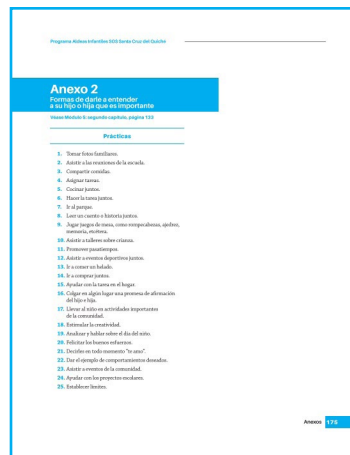 Programa Aldeas Infantiles SOS Santa Cruz del Quiché
Anexo 2
Formas de darle a entender
a su hijo o hija que es importante
Véase Módulo 5: segundo capítulo, página 133
Prácticas
1. Tomar fotos familiares.
2. Asistir a las reuniones de la escuela.
3. Compartir comidas.
4. Asignar tareas.
5. Cocinar juntos.
6. Hacer la tarea juntos.
7. Ir al parque.
8. Leer un cuento o historia juntos.
9. Jugar juegos de mesa, como rompecabezas, ajedrez,
memoria, etcétera.
10. Asistir a talleres sobre crianza.
11. Promover pasatiempos.
12. Asistir a eventos deportivos juntos.
13. Ir a comer un helado.
14. Ir a comprar juntos.
15. Ayudar con la tarea en el hogar.
16. Colgar en algún lugar una promesa de afirmación
del hijo e hija.
17. Llevar al niño en actividades importantes
de la comunidad.
18. Estimular la creatividad.
19. Analizar y hablar sobre el día del niño.
20. Felicitar los buenos esfuerzos.
21. Decirles en todo momento "te amo".
22. Dar el ejemplo de comportamientos deseados.
23. Asistir a eventos de la comunidad.
24. Ayudar con los proyectos escolares.
25. Establecer límites.
Anexos 175